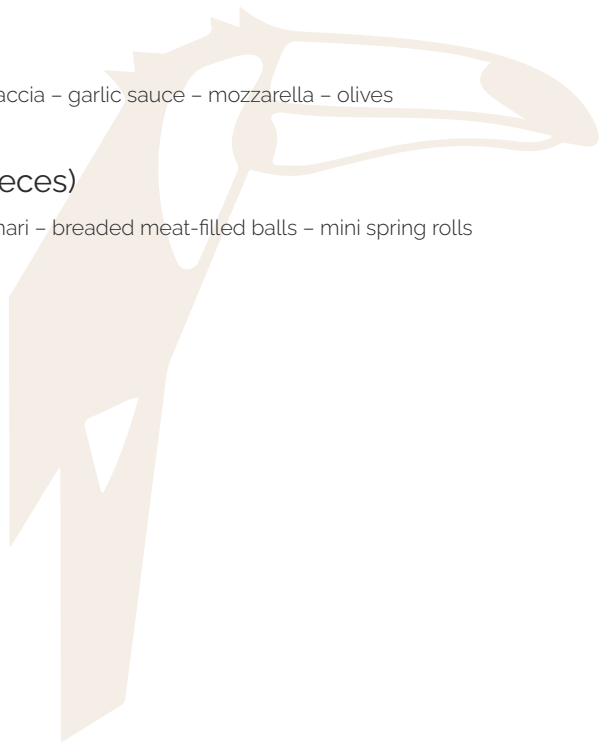 accia – garlic sauce – mozzarella – olives
eces)
nari – breaded meat-filled balls – mini spring rolls